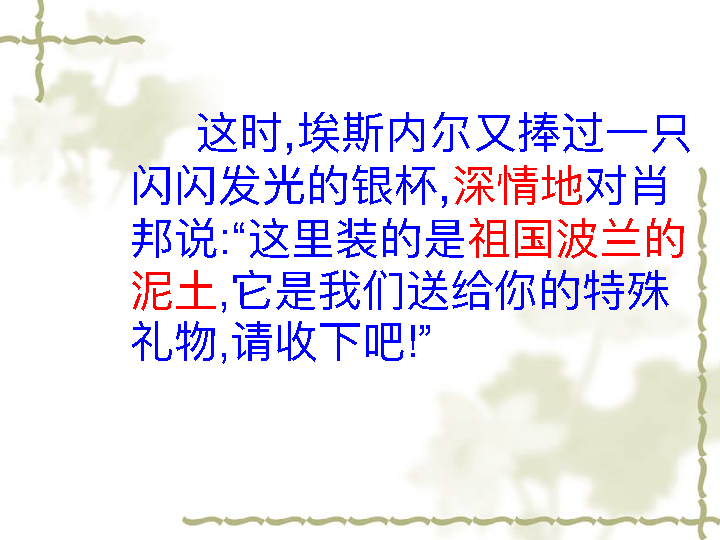 这时,埃斯内尔又捧过一只
闪闪发光的银杯,深情地对肖
邦说:“这里装的是祖国波兰的
泥土,它是我们送给你的特殊
礼物,请收下吧!”